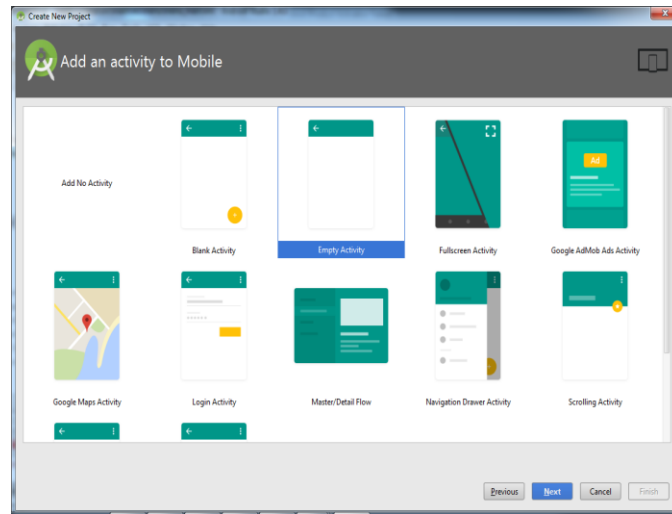 Create New Project
Add an activity to Mobile
Add No Activity
Blank Activity
Empty Activity
Fullscreen Activity
Ad
Google AdMob Ads Activity
Google Maps Activity
Login Activity
Master/Detail Flow
Navigation Drawer Activity
Scrolling Activity
Previous
Next
Cancel
Finish